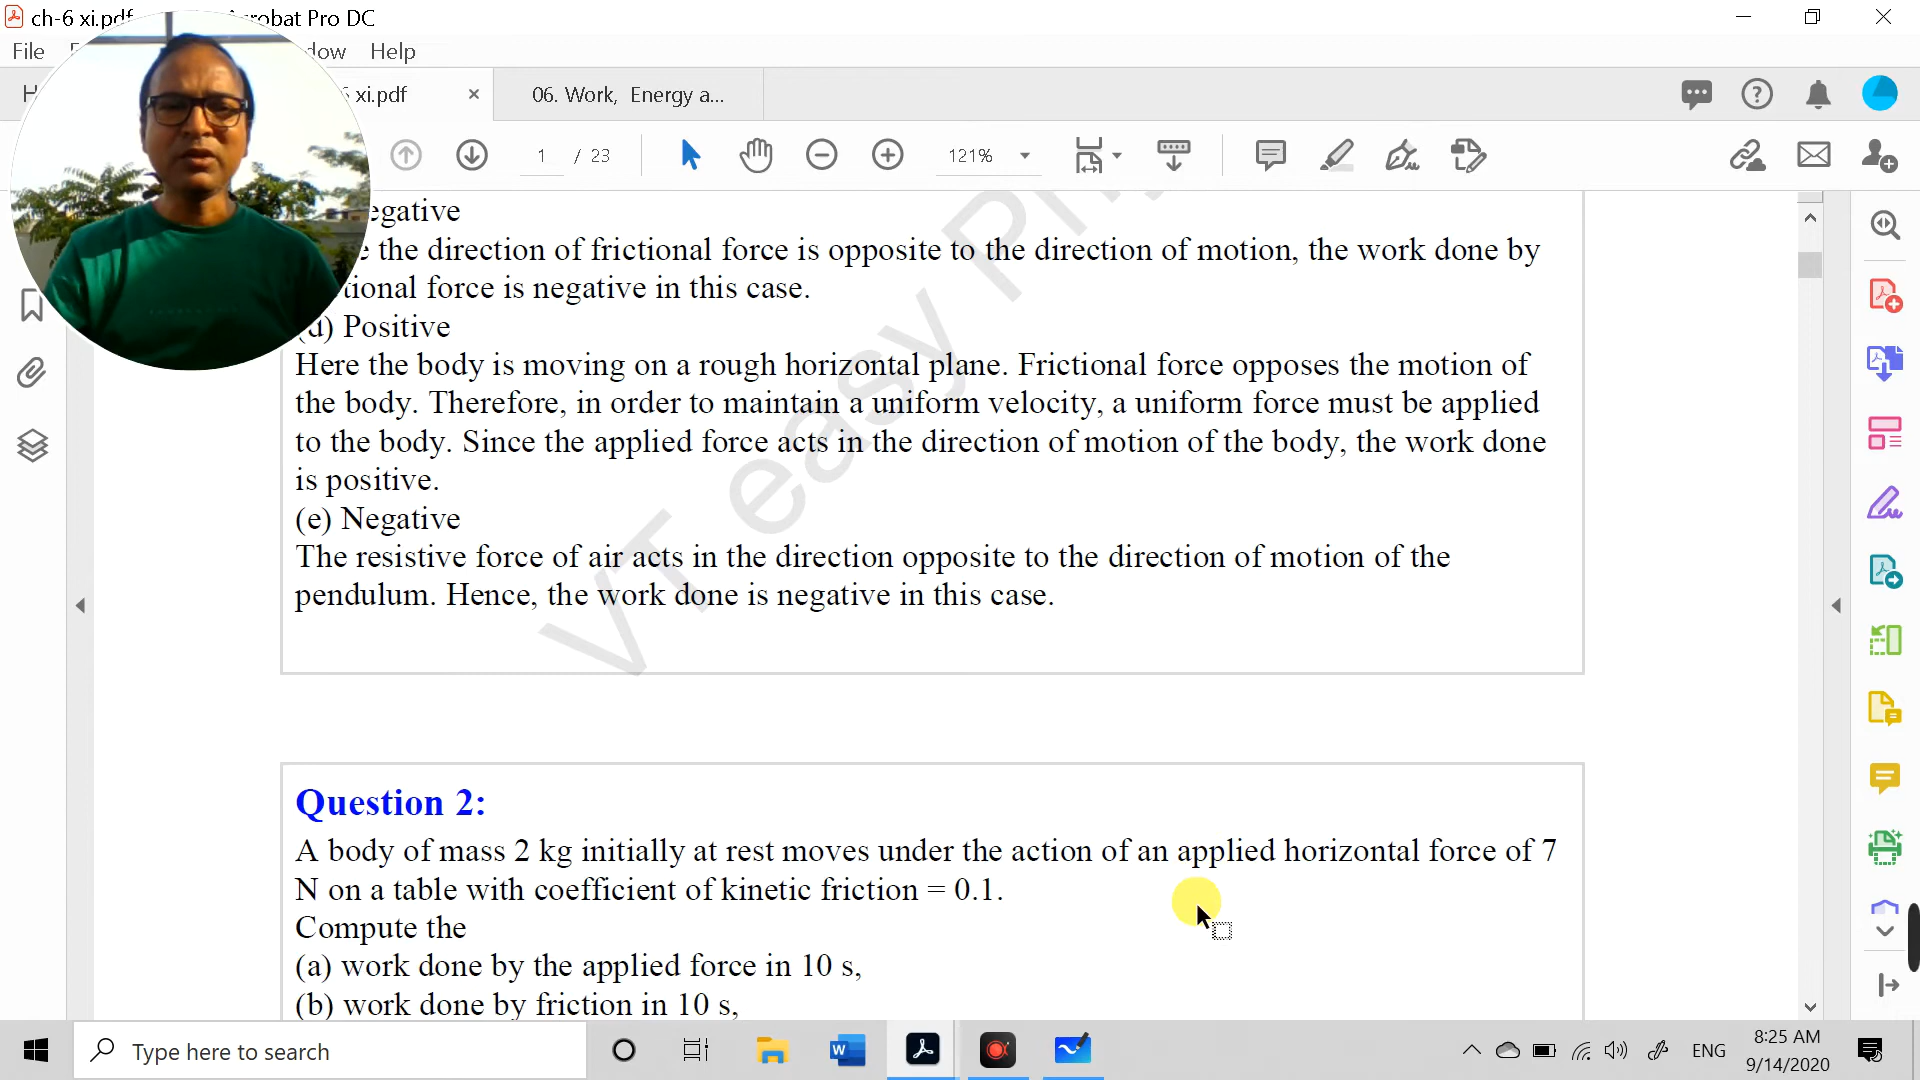 ch-6 xi.pdf
Acrobat Pro DC
File
dow
Help
xi.pdf
06. Work, Energy a...
1 / 23
121%
egative
the direction of frictional force is opposite to the direction of motion, the work done by
tional force is negative in this case.
(d) Positive
Here the body is moving on a rough horizontal plane. Frictional force opposes the motion of
the body. Therefore, in order to maintain a uniform velocity, a uniform force must be applied
to the body. Since the applied force acts in the direction of motion of the body, the work done
is positive.
(e) Negative
The resistive force of air acts in the direction opposite to the direction of motion of the
pendulum. Hence, the work done is negative in this case.
VT easy
Question 2:
A body of mass 2 kg initially at rest moves under the action of an applied horizontal force of 7
N on a table with coefficient of kinetic friction = 0.1.
Compute the
(a) work done by the applied force in 10 s,
(b) work done by friction in 10 s,
Type here to search
W
ENG
8:25 AM
9/14/2020